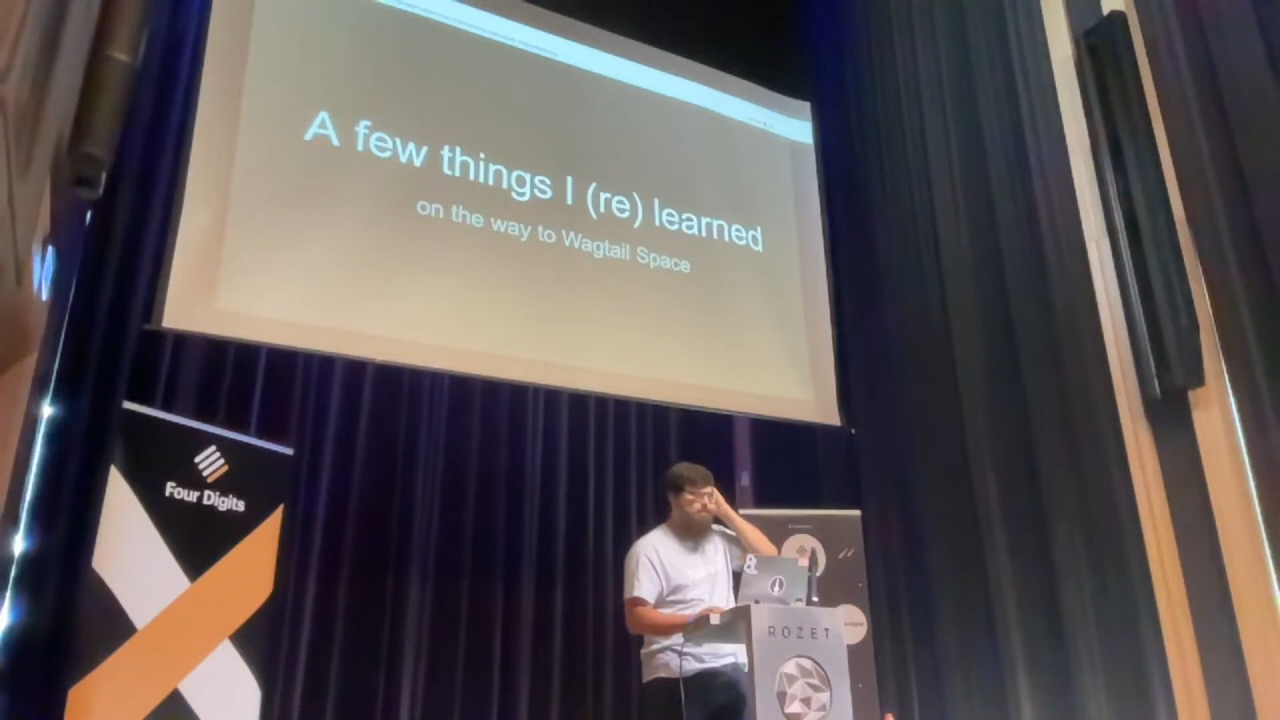 A few things I (re) learned
on the way to Wagtail Space
Four Digits
ROZET